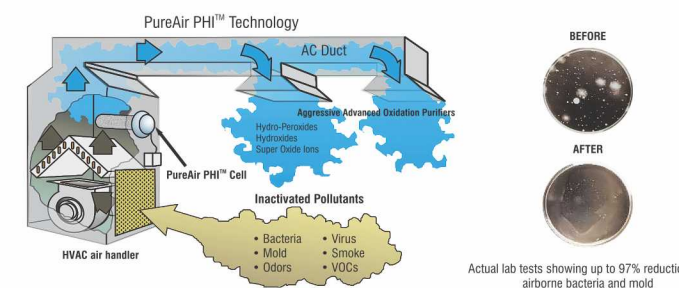 PureAir PHI™ Technology
AC Duct
Aggressive Advanced Oxidation Purifiers
Hydro-Peroxides
Hydroxides
Super Oxide Ions
PureAir PHI™ Cell
Inactivated Pollutants
• Bacteria
• Mold
• Odors
• Virus
• Smoke
• VOCs
HVAC air handler
BEFORE
AFTER
Actual lab tests showing up to 97% reducti
airborne bacteria and mold